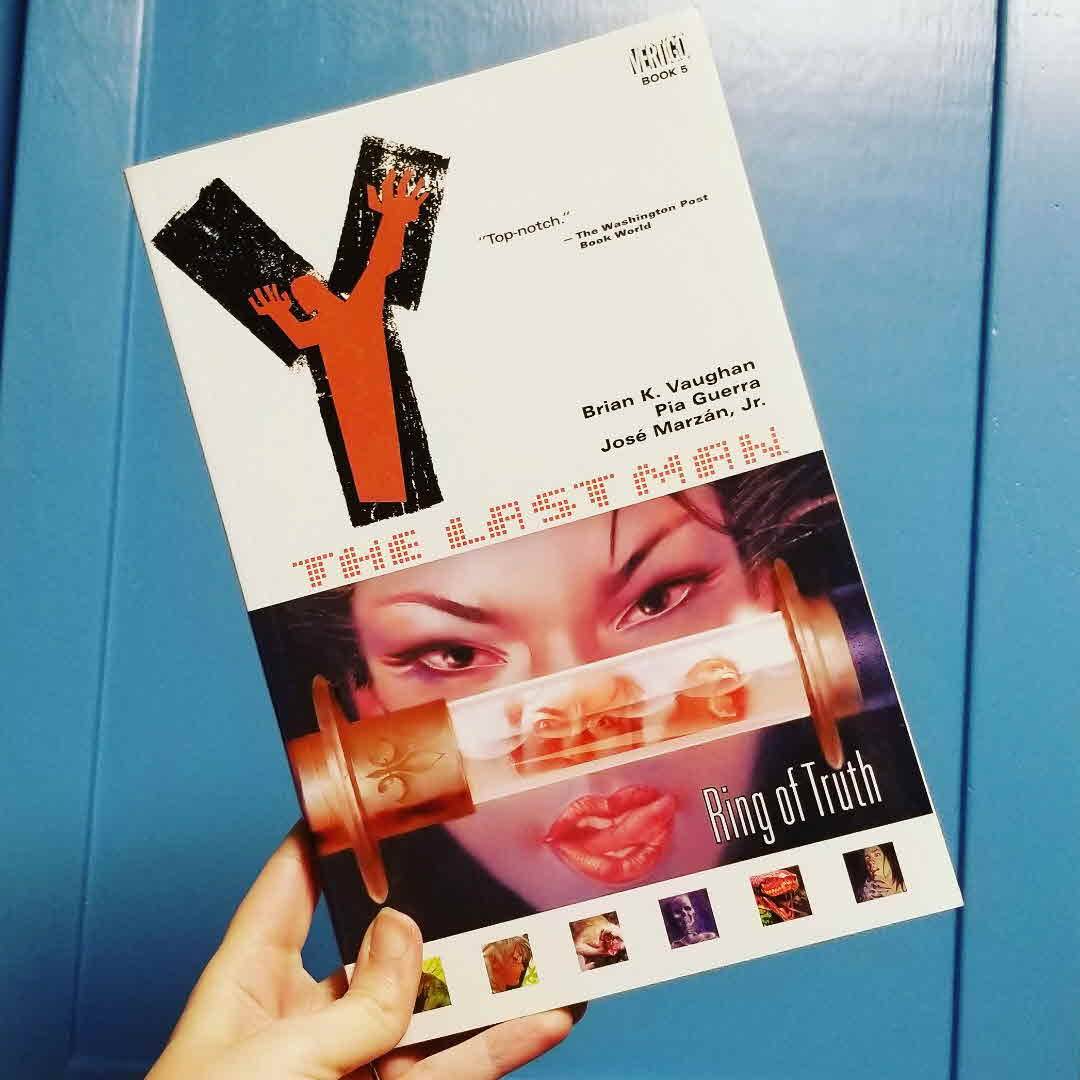 VERTIGO
BOOK 5
Y
"Top-notch."
— The Washington Post
Book World
Brian K. Vaughan
Pia Guerra
José Marzán, Jr.
THE LAST MAN™
Ring of Truth